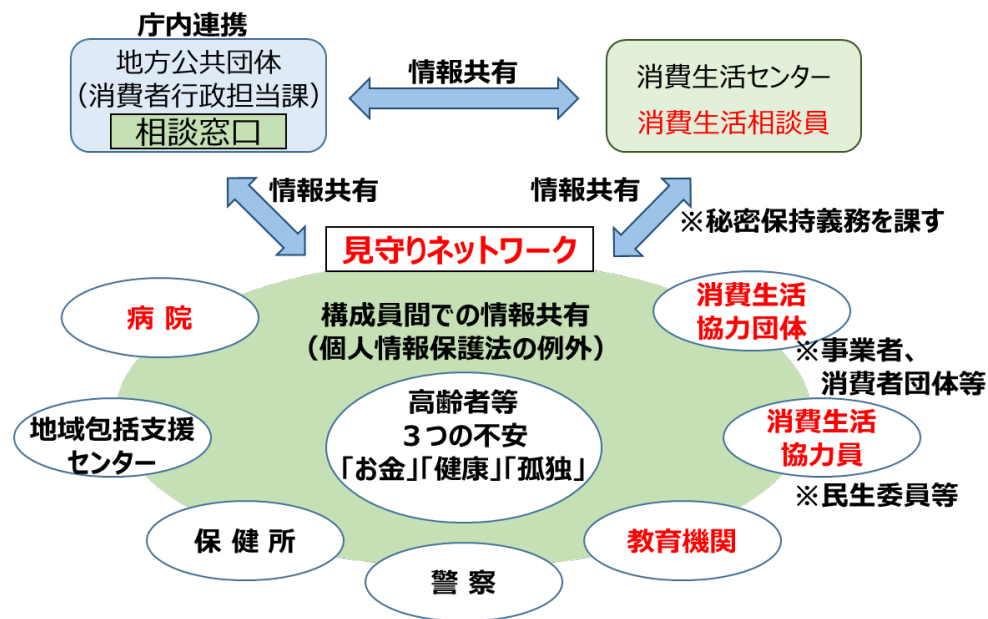 庁内連携
地方公共団体
（消費者行政担当課）
相談窓口
情報共有
消費生活センター
消費生活相談員
情報共有
情報共有
※秘密保持義務を課す
見守りネットワーク
構成員間での情報共有
（個人情報保護法の例外）
高齢者等
３つの不安
「お金」「健康」「孤独」
病 院
地域包括支援
センター
保 健 所
警 察
教育機関
消費生活
協力員
※民生委員等
消費生活
協力団体
※事業者、
消費者団体等